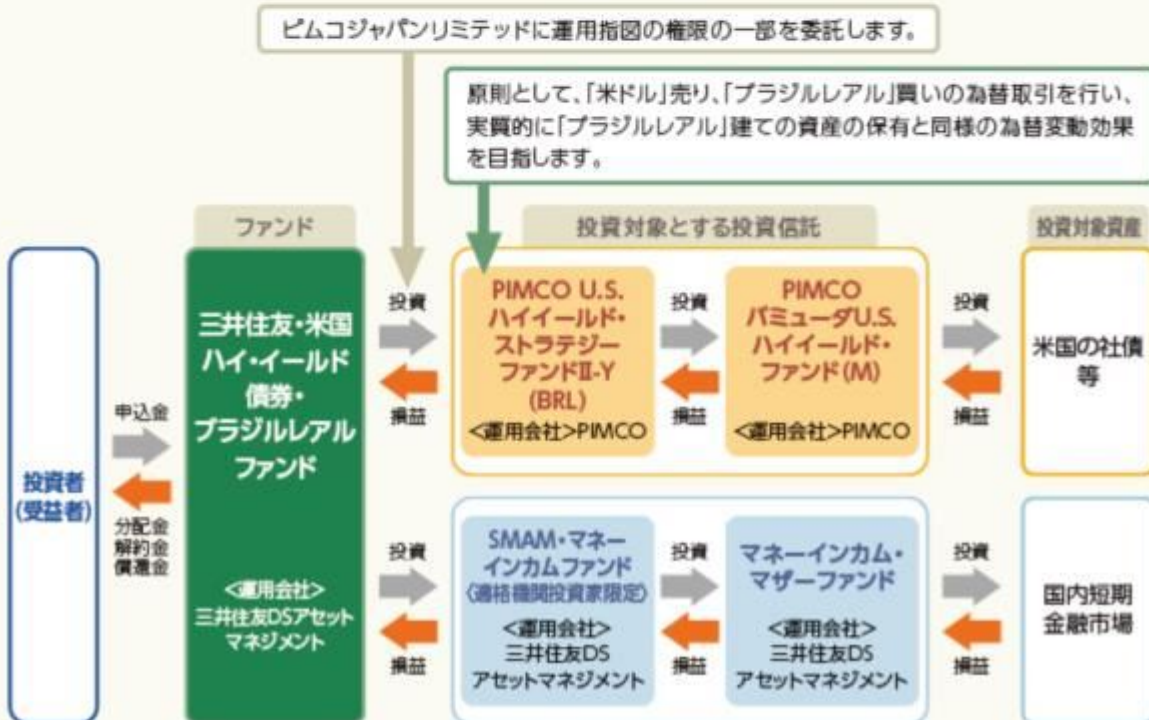 ピムコジャパンリミテッドに運用指図の権限の一部を委託します。
原則として、「米ドル」売り、「ブラジルレアル」買いの為替取引を行い、
実質的に「ブラジルレアル」建ての資産の保有と同様の為替変動効果
を目指します。
ファンド
投資対象とする投資信託
投資対象資産
投資者
(受益者)
申込金
分配金
解約金
償還金
三井住友・米国
ハイ・イールド
債券・
ブラジルレアル
ファンド
<運用会社>
三井住友DSアセット
マネジメント
投資
損益
PIMCO U.S.
ハイイールド・
ストラテジー
ファンドⅡ-Y
(BRL)
<運用会社>PIMCO
投資
損益
PIMCO
バミューダU.S.
ハイイールド・
ファンド(M)
<運用会社>PIMCO
投資
損益
米国の社債
等
投資
損益
SMAM・マネー
インカムファンド
〈適格機関投資家限定〉
<運用会社>
三井住友DS
アセットマネジメント
投資
損益
マネーインカム・
マザーファンド
<運用会社>
三井住友DS
アセットマネジメント
投資
損益
国内短期
金融市場